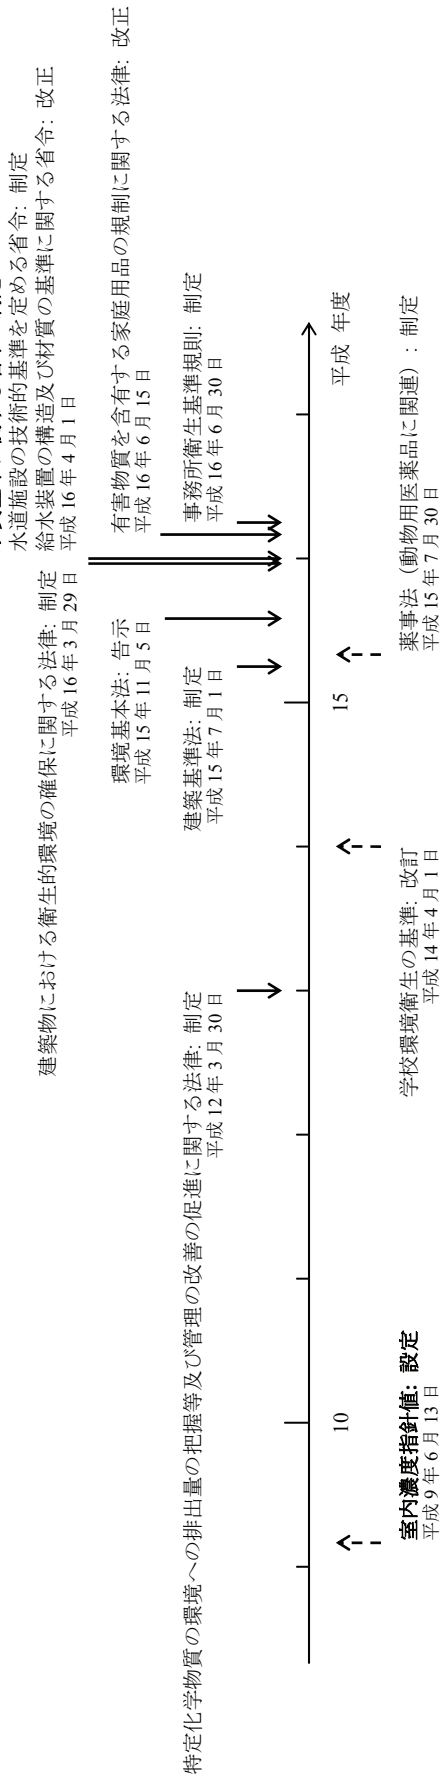 水道施設の技術的基準を定める省令: 制定
給水装置の構造及び材質の基準に関する省令: 改正
平成 16 年 4 月 1 日
建築物における衛生的環境の確保に関する法律: 制定
平成 16 年 3 月 29 日
有害物質を含有する家庭用品の規制に関する法律: 改正
平成 16 年 6 月 15 日
環境基本法: 告示
平成 15 年 11 月 5 日
事務所衛生基準規則: 制定
平成 16 年 6 月 30 日
建築基準法: 制定
平成 15 年 7 月 1 日
特定化学物質の環境への排出量の把握等及び管理の改善の促進に関する法律: 制定
平成 12 年 3 月 30 日
10
15
平成 年度
室内濃度指針値: 設定
平成 9 年 6 月 13 日
学校環境衛生の基準: 改訂
平成 14 年 4 月 1 日
薬事法（動物用医薬品に関連）: 制定
平成 15 年 7 月 30 日